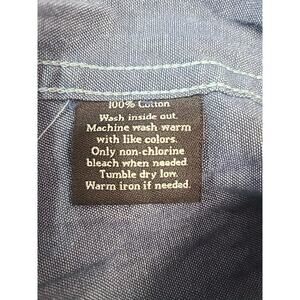 100% Cotton
Wash inside out.
Machine wash warm
with like colors.
Only non-chlorine
bleach when needed.
Tumble dry low.
Warm iron if needed.